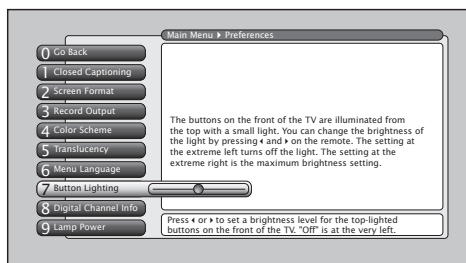 Main Menu ▸ Preferences
0 Go Back
1 Closed Captioning
2 Screen Format
3 Record Output
4 Color Scheme
5 Translucency
6 Menu Language
7 Button Lighting
8 Digital Channel Info
9 Lamp Power
The buttons on the front of the TV are illuminated from
the top with a small light. You can change the brightness of
the light by pressing ◂ and ▸ on the remote. The setting at
the extreme left turns off the light. The setting at the
extreme right is the maximum brightness setting.
Press ◂ or ▸ to set a brightness level for the top-lighted
buttons on the front of the TV. "Off" is at the very left.